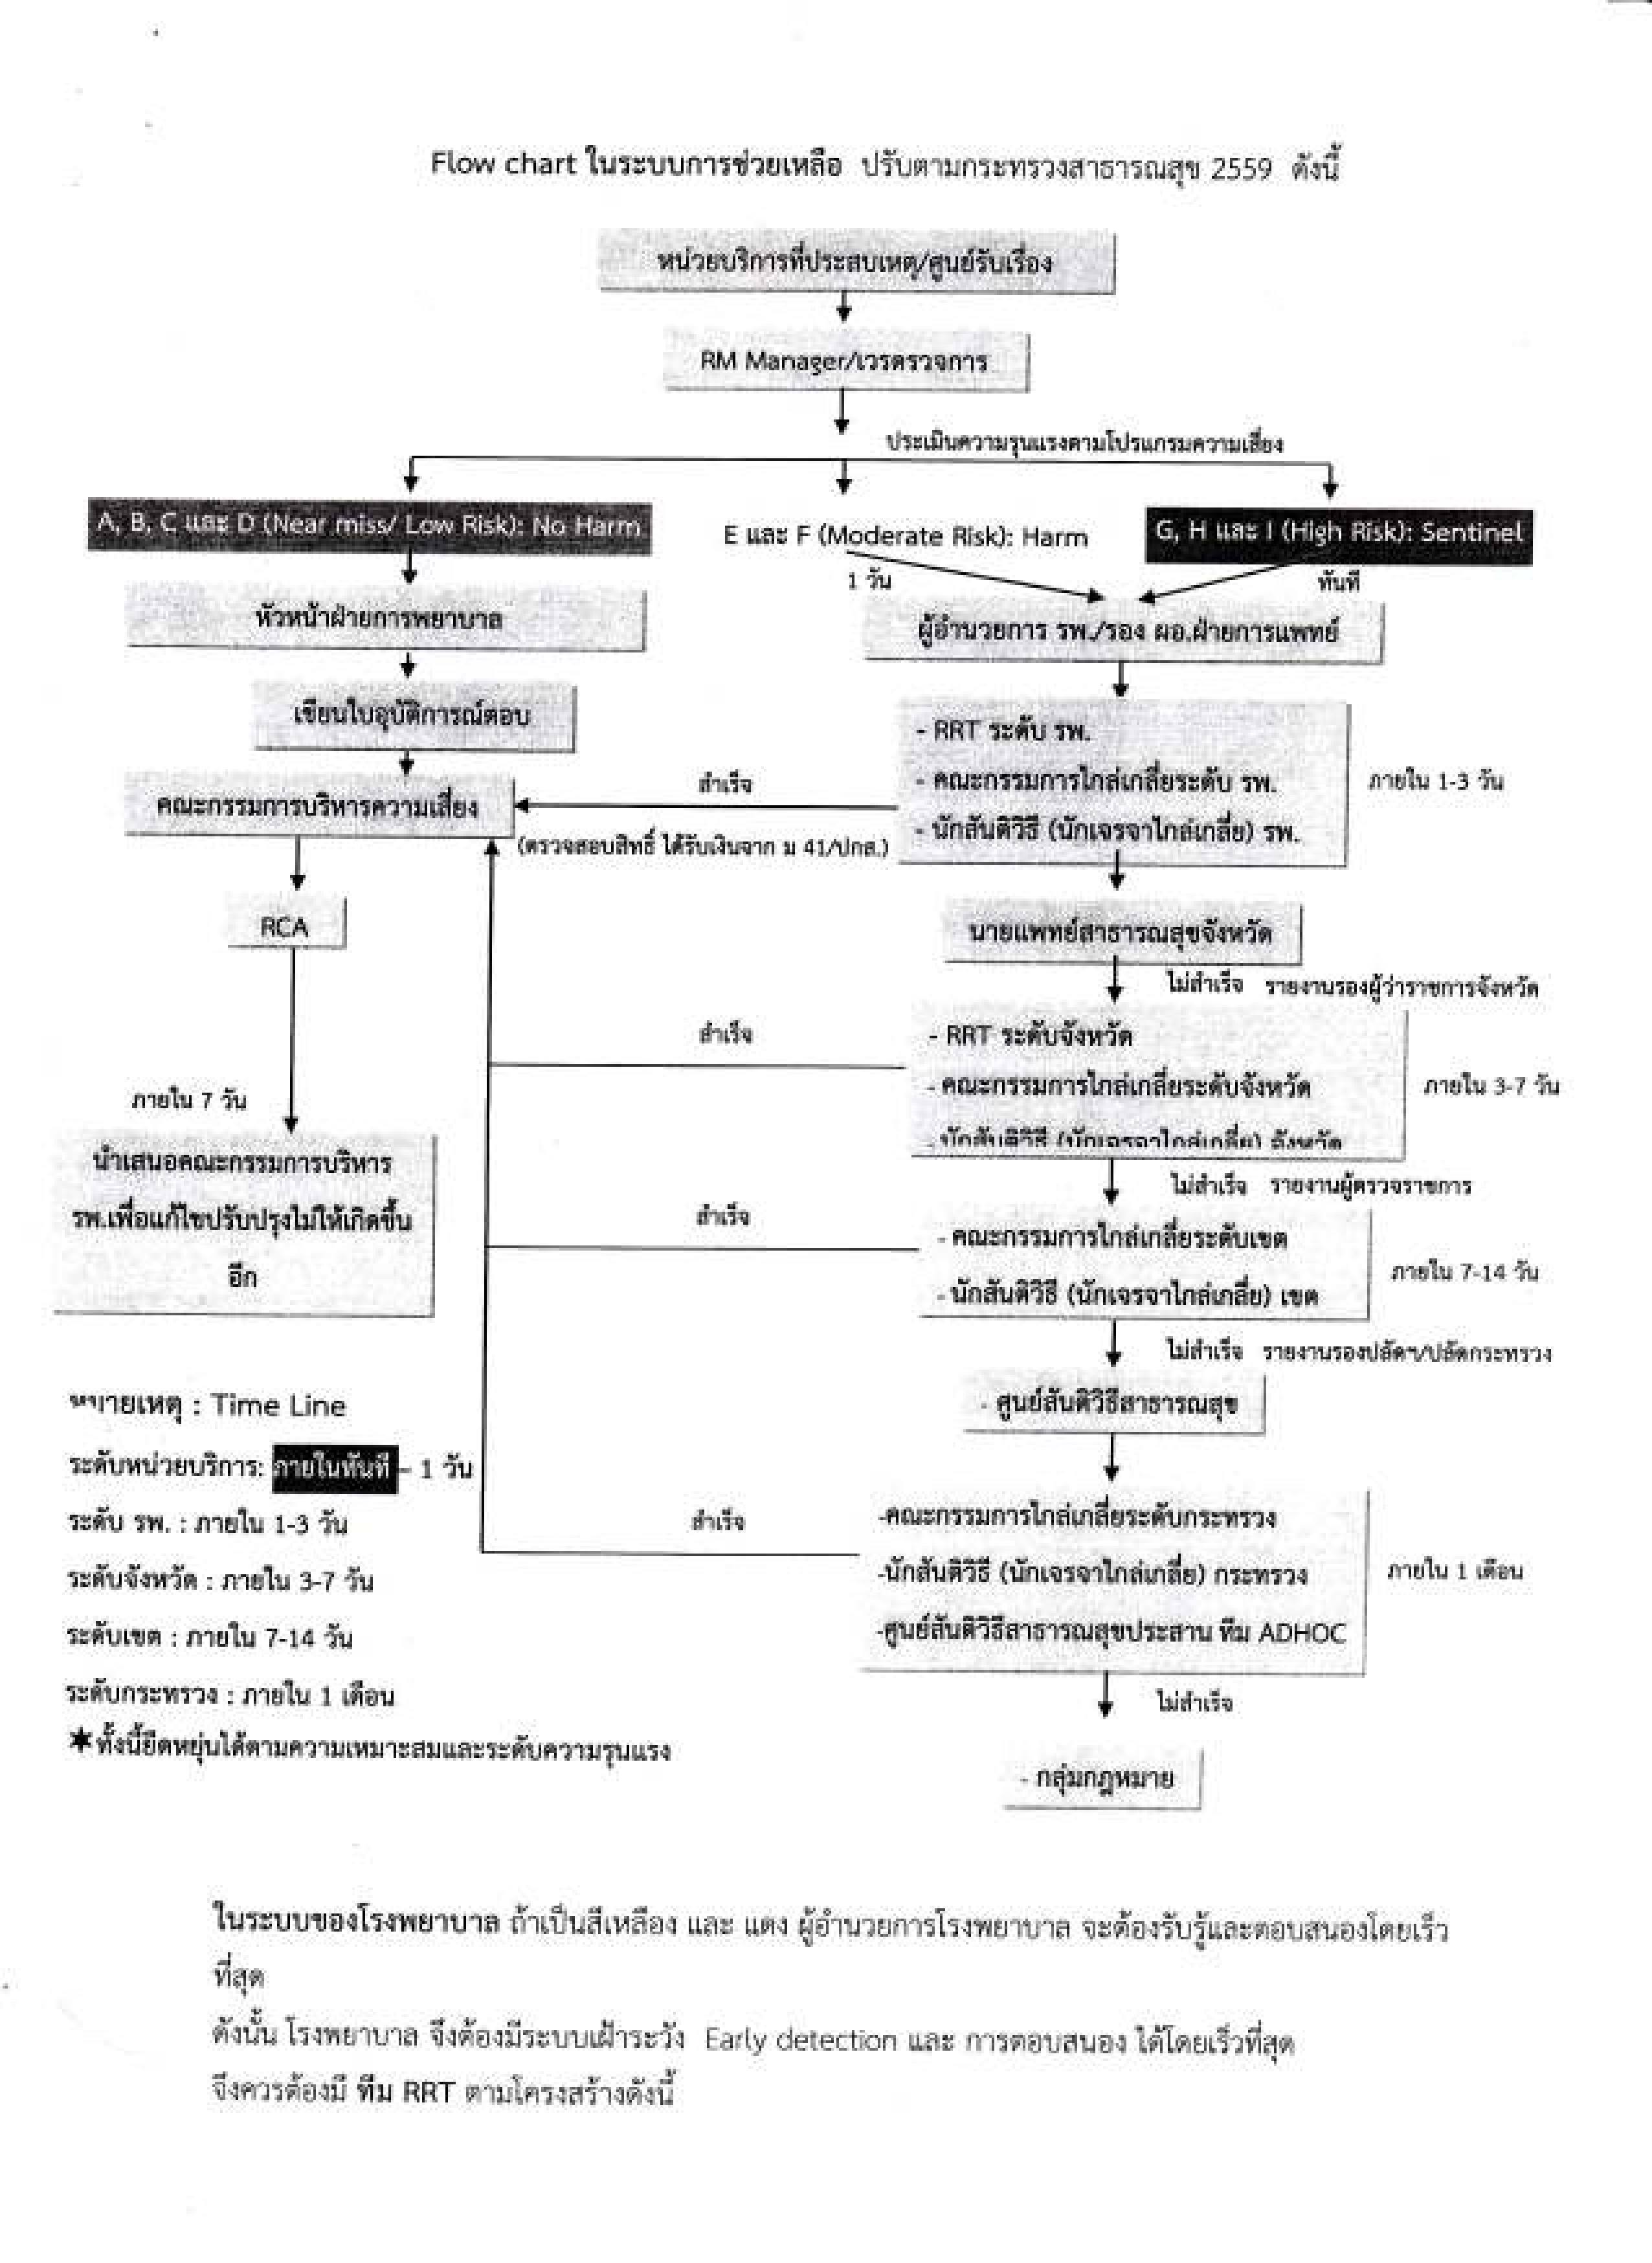 Flow chart ในระบบการช่วยเหลือ ปรับตามกระทรวงสาธารณสุข 2559 ดังนี้
หน่วยบริการที่ประสบเหตุ/ศูนย์รับเรื่อง
RM Manager/เวรตรวจการ
ประเมินความรุนแรงตามโปรแกรมความเสี่ยง
A, B, C และ D (Near miss/ Low Risk): No Harm
E และ F (Moderate Risk): Harm
G, H และ I (High Risk): Sentinel
1 วัน
ทันที
หัวหน้าฝ่ายการพยาบาล
ผู้อำนวยการ รพ./รอง ผอ.ฝ่ายการแพทย์
เขียนใบอุบัติการณ์ตอบ
- RRT ระดับ รพ.
- คณะกรรมการไกล่เกลี่ยระดับ รพ.
- นักสันติวิธี (นักเจรจาไกล่เกลี่ย) รพ.
ภายใน 1-3 วัน
สำเร็จ
คณะกรรมการบริหารความเสี่ยง
(ตรวจสอบสิทธิ์ ได้รับเงินจาก ม 41/ปกส.)
RCA
นายแพทย์สาธารณสุขจังหวัด
ไม่สำเร็จ รายงานรองผู้ว่าราชการจังหวัด
สำเร็จ
- RRT ระดับจังหวัด
- คณะกรรมการไกล่เกลี่ยระดับจังหวัด
- นักสันติวิธี (นักเจรจาไกล่เกลี่ย) จังหวัด
ภายใน 3-7 วัน
ภายใน 7 วัน
นำเสนอคณะกรรมการบริหาร
รพ.เพื่อแก้ไขปรับปรุงไม่ให้เกิดขึ้น
อีก
ไม่สำเร็จ รายงานผู้ตรวจราชการ
สำเร็จ
- คณะกรรมการไกล่เกลี่ยระดับเขต
- นักสันติวิธี (นักเจรจาไกล่เกลี่ย) เขต
ภายใน 7-14 วัน
ไม่สำเร็จ รายงานรองปลัดฯ/ปลัดกระทรวง
- ศูนย์สันติวิธีสาธารณสุข
หมายเหตุ : Time Line
ระดับหน่วยบริการ: ภายในทันที – 1 วัน
ระดับ รพ. : ภายใน 1-3 วัน
ระดับจังหวัด : ภายใน 3-7 วัน
ระดับเขต : ภายใน 7-14 วัน
ระดับกระทรวง : ภายใน 1 เดือน
★ทั้งนี้ยืดหยุ่นได้ตามความเหมาะสมและระดับความรุนแรง
สำเร็จ
-คณะกรรมการไกล่เกลี่ยระดับกระทรวง
-นักสันติวิธี (นักเจรจาไกล่เกลี่ย) กระทรวง
-ศูนย์สันติวิธีสาธารณสุขประสาน ทีม ADHOC
ภายใน 1 เดือน
ไม่สำเร็จ
- กลุ่มกฎหมาย
ในระบบของโรงพยาบาล ถ้าเป็นสีเหลือง และ แดง ผู้อำนวยการโรงพยาบาล จะต้องรับรู้และตอบสนองโดยเร็ว
ที่สุด
ดังนั้น โรงพยาบาล จึงต้องมีระบบเฝ้าระวัง Early detection และ การตอบสนอง ได้โดยเร็วที่สุด
จึงควรต้องมี ทีม RRT ตามโครงสร้างดังนี้